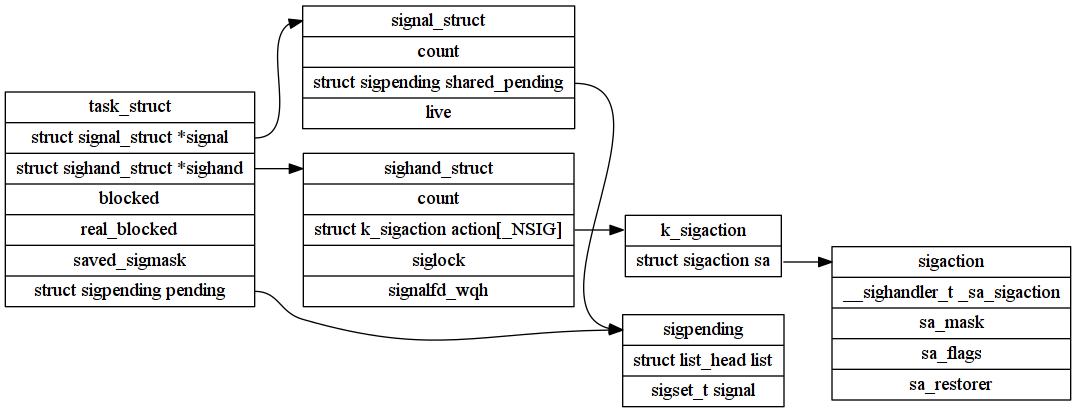 task_struct
struct signal_struct *signal
struct sighand_struct *sighand
blocked
real_blocked
saved_sigmask
struct sigpending pending
signal_struct
count
struct sigpending shared_pending
live
sighand_struct
count
struct k_sigaction action[_NSIG]
siglock
signalfd_wqh
k_sigaction
struct sigaction sa
sigpending
struct list_head list
sigset_t signal
sigaction
__sighandler_t _sa_sigaction
sa_mask
sa_flags
sa_restorer